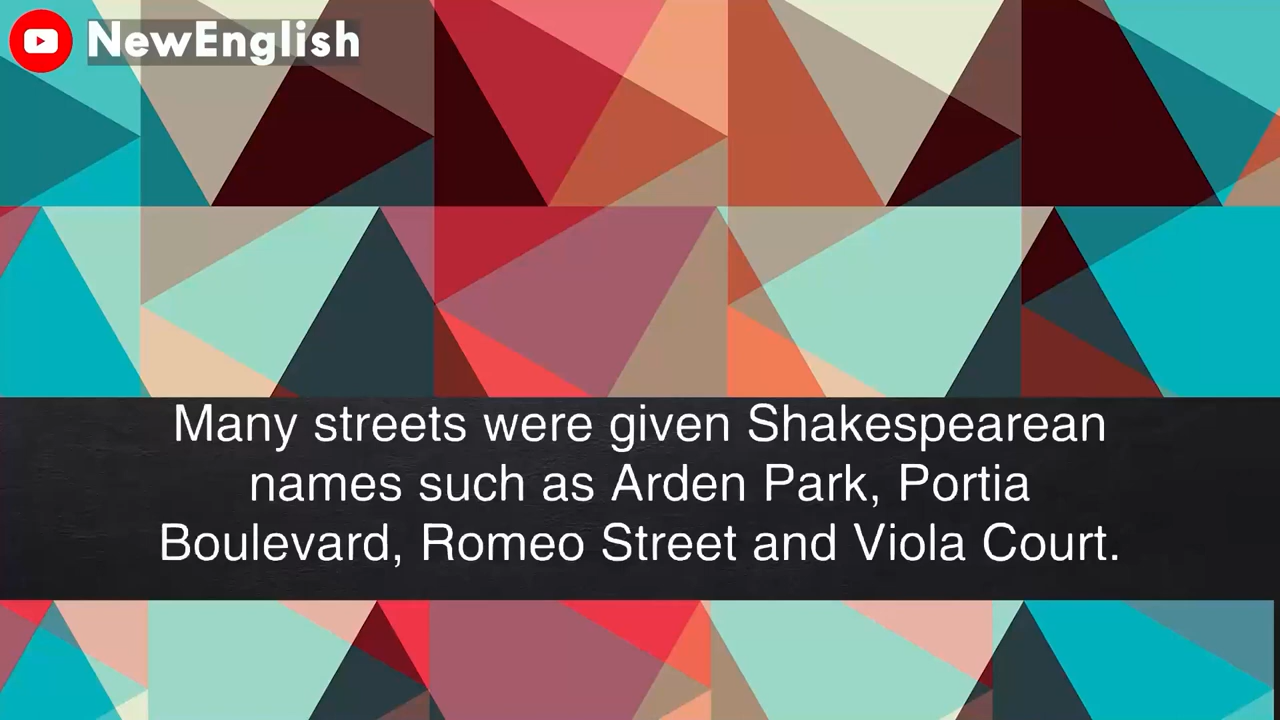 NewEnglish
Many streets were given Shakespearean
names such as Arden Park, Portia
Boulevard, Romeo Street and Viola Court.